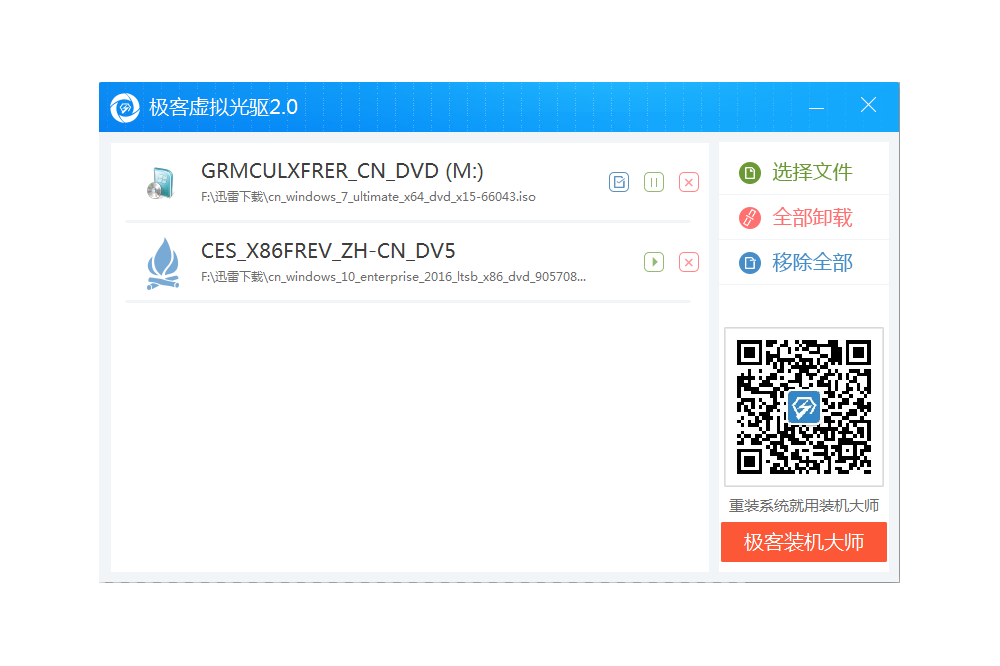 极客虚拟光驱2.0
GRMCULXFRER_CN_DVD (M:)
F:\迅雷下载\cn_windows_7_ultimate_x64_dvd_x15-66043.iso
CES_X86FREV_ZH-CN_DV5
F:\迅雷下载\cn_windows_10_enterprise_2016_ltsb_x86_dvd_905708...
选择文件
全部卸载
移除全部
重装系统就用装机大师
极客装机大师